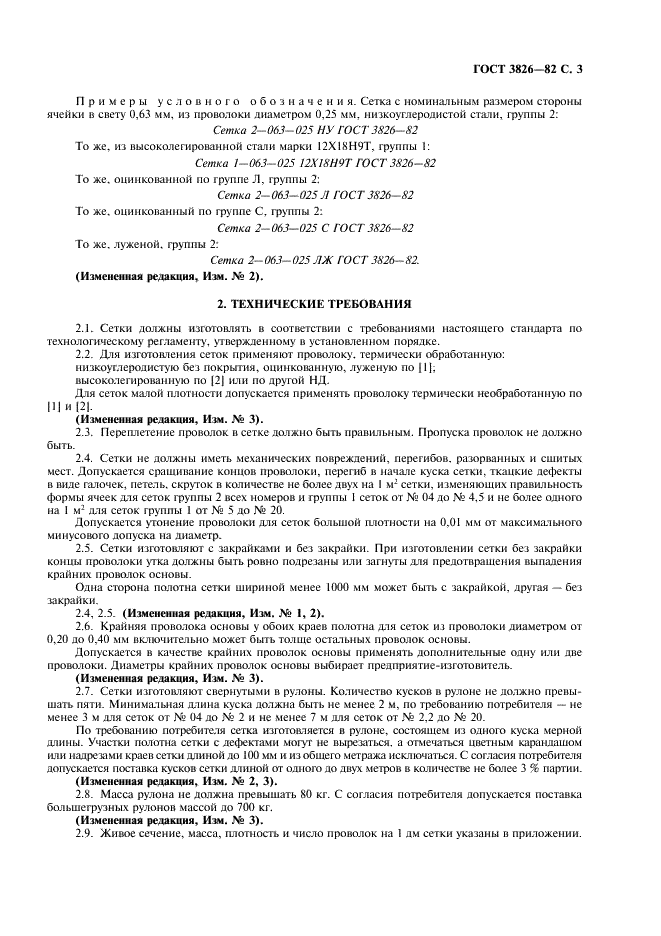 ГОСТ 3826—82 С. 3
Примеры условного обозначения. Сетка с номинальным размером стороны
ячейки в свету 0,63 мм, из проволоки диаметром 0,25 мм, низкоуглеродистой стали, группы 2:
Сетка 2—063—025 НУ ГОСТ 3826—82
То же, из высоколегированной стали марки 12Х18Н9Т, группы 1:
Сетка 1—063—025 12Х18Н9Т ГОСТ 3826—82
То же, оцинкованной по группе Л, группы 2:
Сетка 2—063—025 Л ГОСТ 3826—82
То же, оцинкованный по группе С, группы 2:
Сетка 2—063—025 С ГОСТ 3826—82
То же, луженой, группы 2:
Сетка 2—063—025 ЛЖ ГОСТ 3826—82.
(Измененная редакция, Изм. № 2).
2. ТЕХНИЧЕСКИЕ ТРЕБОВАНИЯ
2.1. Сетки должны изготовлять в соответствии с требованиями настоящего стандарта по
технологическому регламенту, утвержденному в установленном порядке.
2.2. Для изготовления сеток применяют проволоку, термически обработанную:
низкоуглеродистую без покрытия, оцинкованную, луженую по [1];
высоколегированную по [2] или по другой НД.
Для сеток малой плотности допускается применять проволоку термически необработанную по
[1] и [2].
(Измененная редакция, Изм. № 3).
2.3. Переплетение проволок в сетке должно быть правильным. Пропуска проволок не должно
быть.
2.4. Сетки не должны иметь механических повреждений, перегибов, разорванных и сшитых
мест. Допускается сращивание концов проволоки, перегиб в начале куска сетки, ткацкие дефекты
в виде галочек, петель, скруток в количестве не более двух на 1 м² сетки, изменяющих правильность
формы ячеек для сеток группы 2 всех номеров и группы 1 сеток от № 04 до № 4,5 и не более одного
на 1 м² для сеток группы 1 от № 5 до № 20.
Допускается утонение проволоки для сеток большой плотности на 0,01 мм от максимального
минусового допуска на диаметр.
2.5. Сетки изготовляют с закрайками и без закрайки. При изготовлении сетки без закрайки
концы проволоки утка должны быть ровно подрезаны или загнуты для предотвращения выпадения
крайних проволок основы.
Одна сторона полотна сетки шириной менее 1000 мм может быть с закрайкой, другая — без
закрайки.
2.4, 2.5. (Измененная редакция, Изм. № 1, 2).
2.6. Крайняя проволока основы у обоих краев полотна для сеток из проволоки диаметром от
0,20 до 0,40 мм включительно может быть толще остальных проволок основы.
Допускается в качестве крайних проволок основы применять дополнительные одну или две
проволоки. Диаметры крайних проволок основы выбирает предприятие-изготовитель.
(Измененная редакция, Изм. № 3).
2.7. Сетки изготовляют свернутыми в рулоны. Количество кусков в рулоне не должно превы-
шать пяти. Минимальная длина куска должна быть не менее 2 м, по требованию потребителя — не
менее 3 м для сеток от № 04 до № 2 и не менее 7 м для сеток от № 2,2 до № 20.
По требованию потребителя сетка изготовляется в рулоне, состоящем из одного куска мерной
длины. Участки полотна сетки с дефектами могут не вырезаться, а отмечаться цветным карандашом
или надрезами краев сетки длиной до 100 мм и из общего метража исключаться. С согласия потребителя
допускается поставка кусков сетки длиной от одного до двух метров в количестве не более 3 % партии.
(Измененная редакция, Изм. № 2, 3).
2.8. Масса рулона не должна превышать 80 кг. С согласия потребителя допускается поставка
большегрузных рулонов массой до 700 кг.
(Измененная редакция, Изм. № 3).
2.9. Живое сечение, масса, плотность и число проволок на 1 дм сетки указаны в приложении.